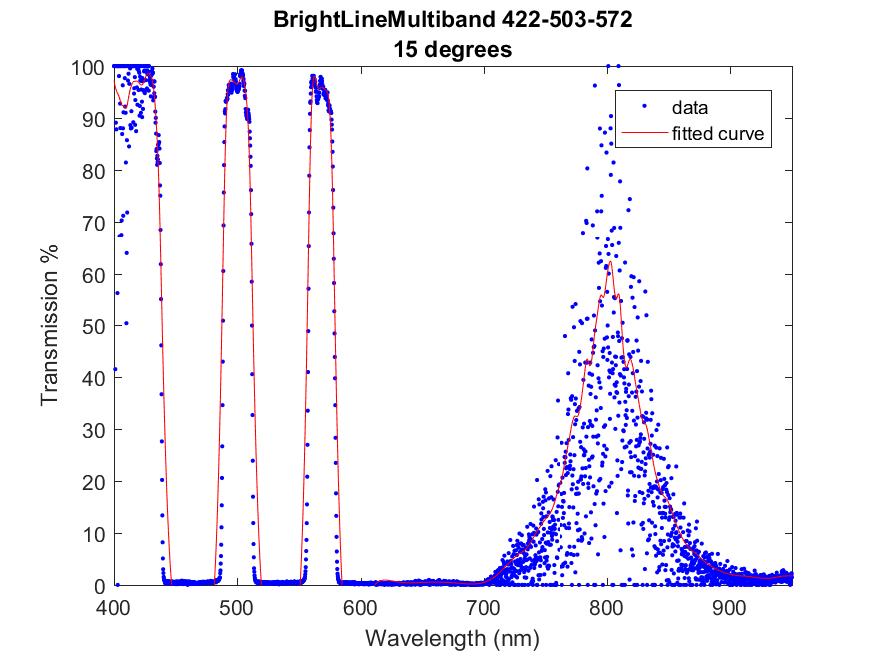 BrightLineMultiband 422-503-572
15 degrees
100
90
80
70
60
50
40
30
20
10
0
Transmission %
data
fitted curve
400 500 600 700 800 900
Wavelength (nm)